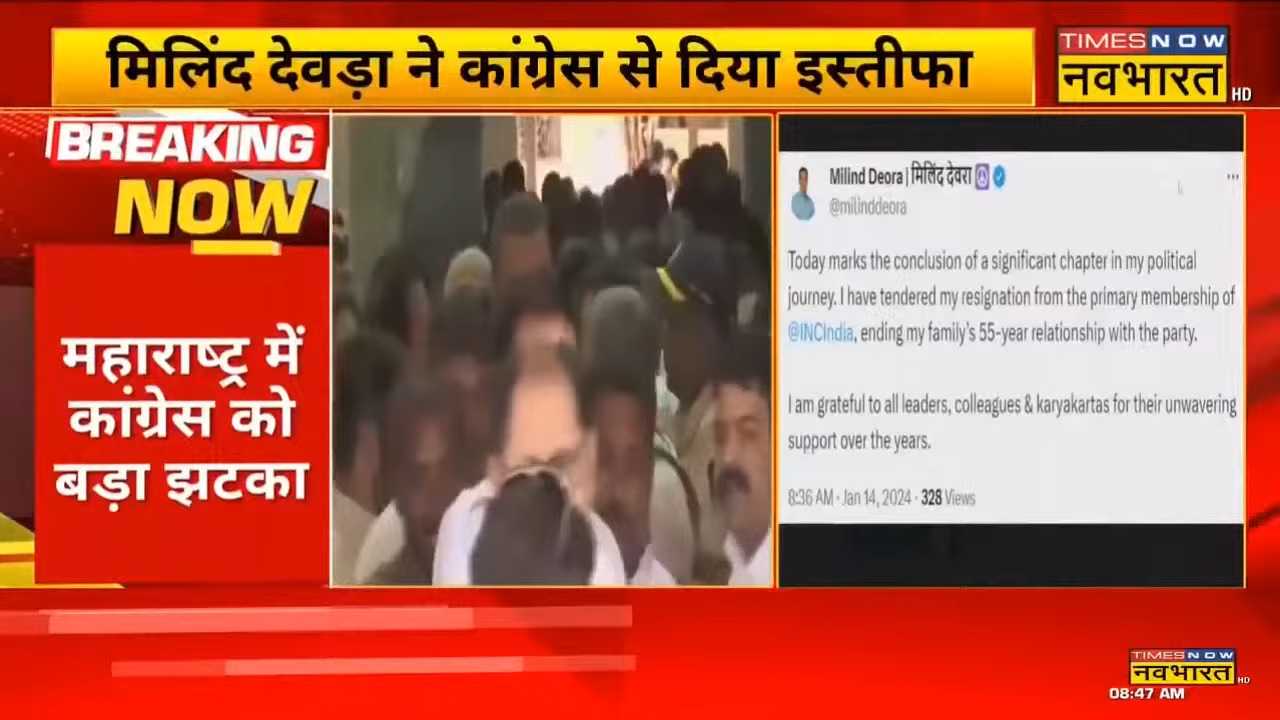 मिलिंद देवड़ा ने कांग्रेस से दिया इस्तीफा
TIMES NOW
नवभारत HD
BREAKING
NOW
महाराष्ट्र में
कांग्रेस को
बड़ा झटका
Milind Deora | मिलिंद देवरा
@milinddeora
Today marks the conclusion of a significant chapter in my political
journey. I have tendered my resignation from the primary membership of
@INCIndia, ending my family's 55-year relationship with the party.
I am grateful to all leaders, colleagues & karyakartas for their unwavering
support over the years.
8:36 AM · Jan 14, 2024 · 328 Views
TIMES NOW
नवभारत HD
08:47 AM